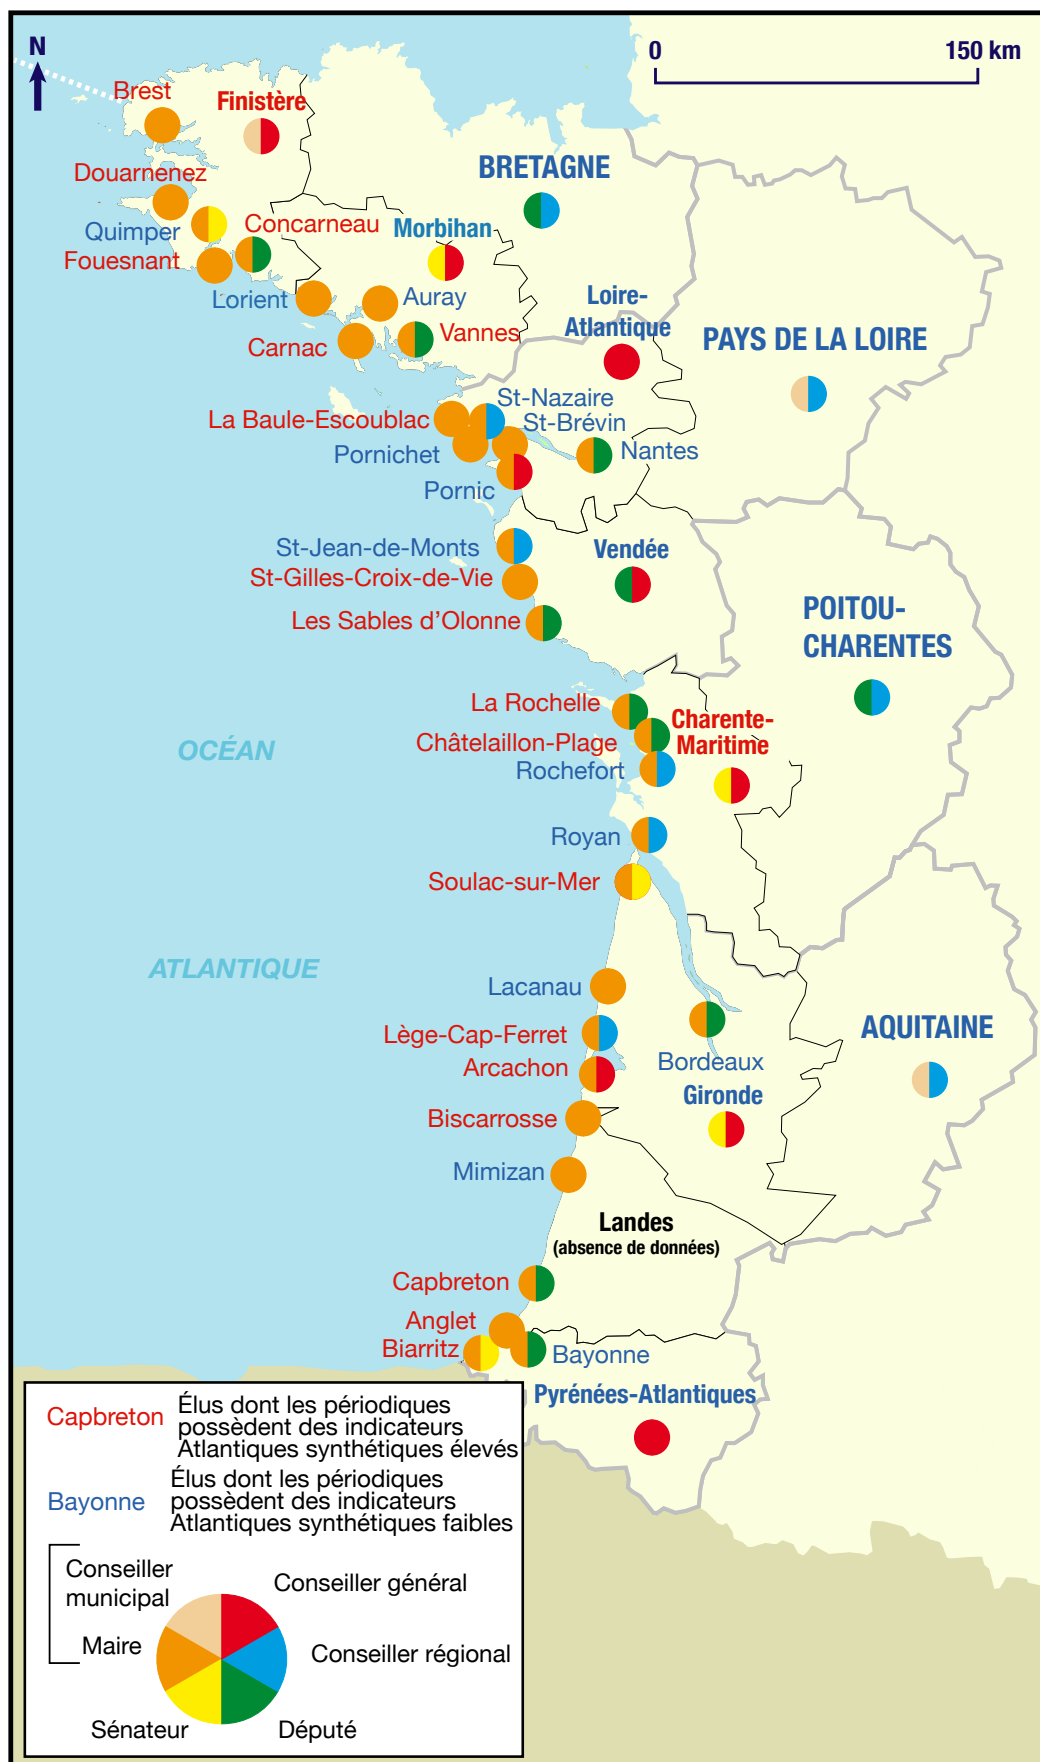 N
0
150 km
Brest
Finistère
Douarnenez
BRETAGNE
Quimper
Concarneau
Morbihan
Fouesnant
Lorient
Auray
Loire-
Atlantique
Carnac
Vannes
PAYS DE LA LOIRE
St-Nazaire
La Baule-Escoublac
St-Brévin
Pornichet
Nantes
Pornic
St-Jean-de-Monts
Vendée
St-Gilles-Croix-de-Vie
Les Sables d'Olonne
POITOU-
CHARENTES
La Rochelle
Charente-
Maritime
Châtelaillon-Plage
OCÉAN
Rochefort
Royan
Soulac-sur-Mer
ATLANTIQUE
Lacanau
Lège-Cap-Ferret
AQUITAINE
Arcachon
Bordeaux
Gironde
Biscarrosse
Mimizan
Landes
(absence de données)
Capbreton
Anglet
Biarritz
Bayonne
Pyrénées-Atlantiques
Capbreton
Élus dont les périodiques
possèdent des indicateurs
Atlantiques synthétiques élevés
Bayonne
Élus dont les périodiques
possèdent des indicateurs
Atlantiques synthétiques faibles
Conseiller
municipal
Conseiller général
Maire
Conseiller régional
Sénateur
Député